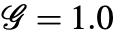 𝒢 = 1.0